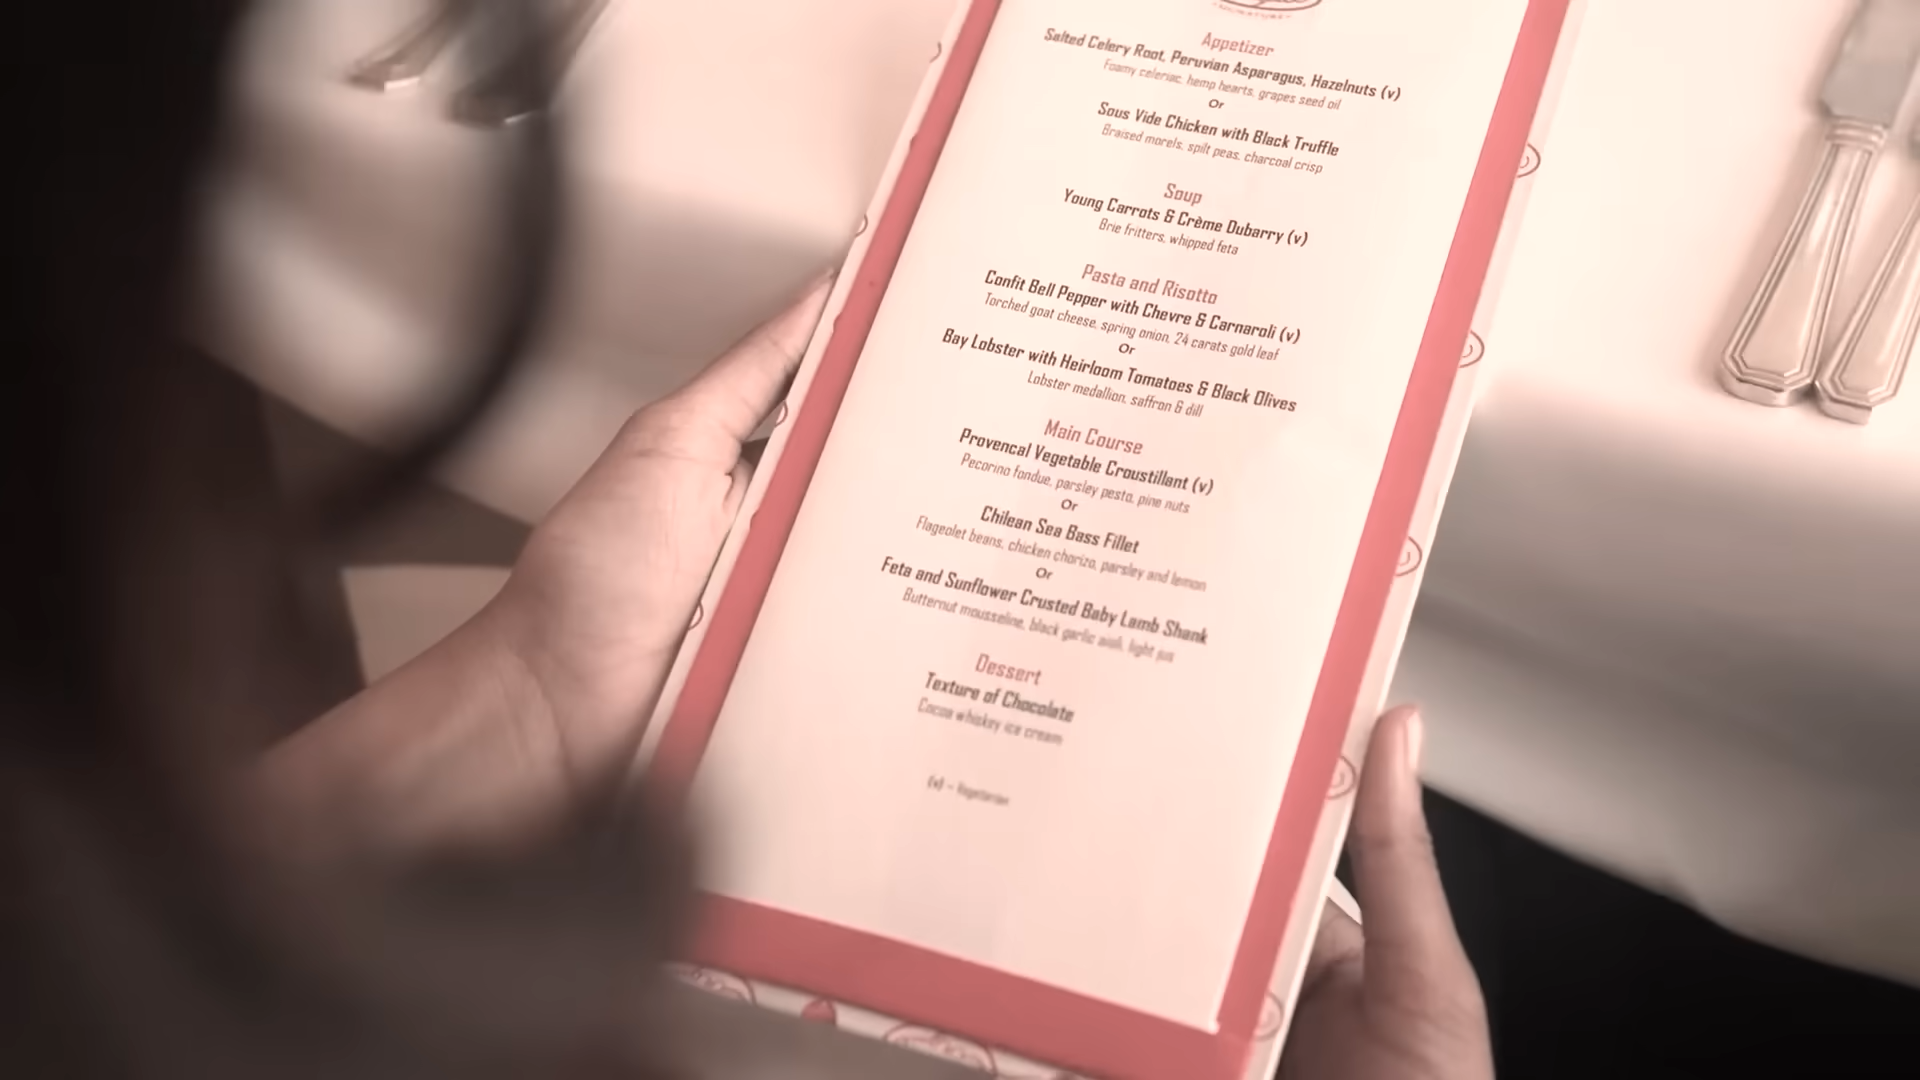 Appetizer
Salted Celery Root, Peruvian Asparagus, Hazelnuts (v)
Foamy celeriac, hemp hearts, grapes seed oil
Or
Sous Vide Chicken with Black Truffle
Braised morels, spilt peas, charcoal crisp
Soup
Young Carrots & Crème Dubarry (v)
Brie fritters, whipped feta
Pasta and Risotto
Confit Bell Pepper with Chevre & Carnaroli (v)
Torched goat cheese, spring onion, 24 carats gold leaf
Or
Bay Lobster with Heirloom Tomatoes & Black Olives
Lobster medallion, saffron & dill
Main Course
Provencal Vegetable Croustillant (v)
Pecorino fondue, parsley pesto, pine nuts
Or
Chilean Sea Bass Fillet
Flageolet beans, chicken chorizo, parsley and lemon
Or
Feta and Sunflower Crusted Baby Lamb Shank
Butternut mousseline, black garlic aioli, light jus
Dessert
Texture of Chocolate
Cocoa whiskey ice cream
(v) – Vegetarian